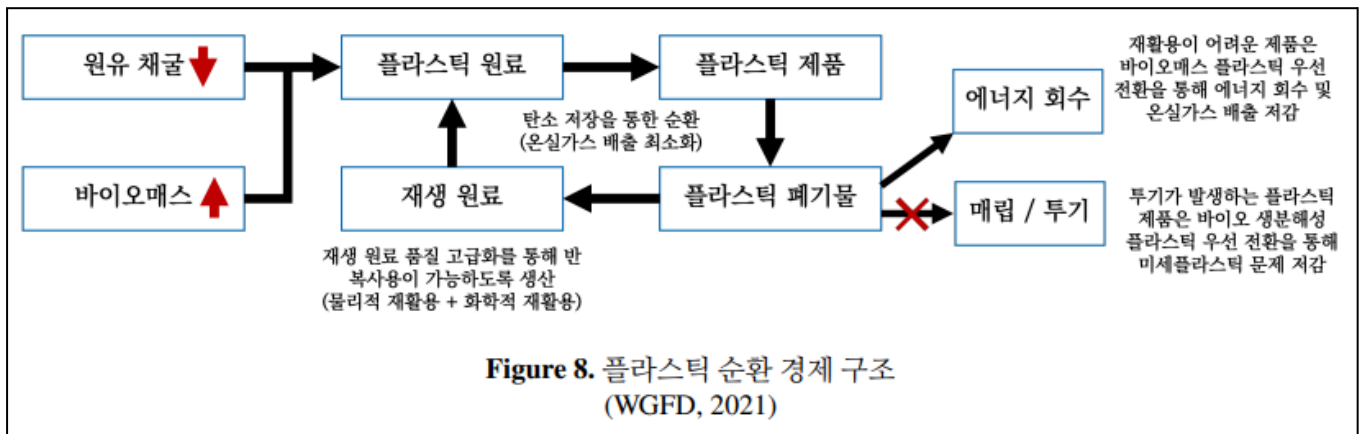 원유 채굴
플라스틱 원료
플라스틱 제품
에너지 회수
재활용이 어려운 제품은
바이오매스 플라스틱 우선
전환을 통해 에너지 회수 및
온실가스 배출 저감
탄소 저장을 통한 순환
(온실가스 배출 최소화)
바이오매스
재생 원료
플라스틱 폐기물
매립 / 투기
투기가 발생하는 플라스틱
제품은 바이오 생분해성
플라스틱 우선 전환을 통해
미세플라스틱 문제 저감
재생 원료 품질 고급화를 통해 반
복사용이 가능하도록 생산
(물리적 재활용 + 화학적 재활용)
Figure 8. 플라스틱 순환 경제 구조
(WGFD, 2021)